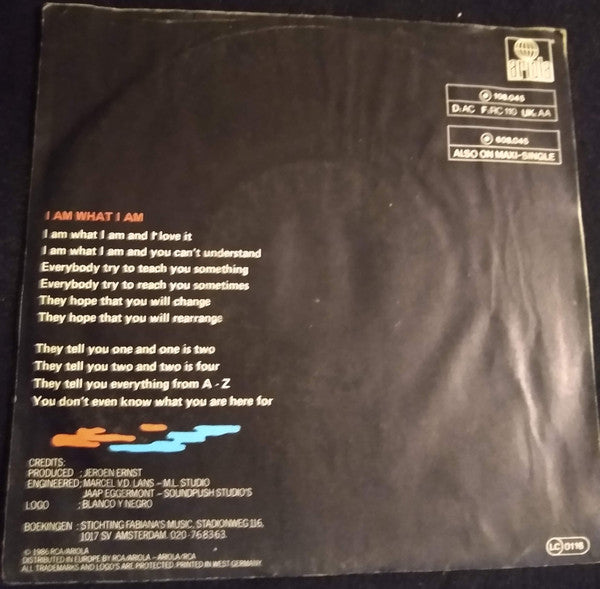 ariola
℗ 108.045
D: AC F: RC 110 UK: AA
℗ 608.045
ALSO ON MAXI-SINGLE
I AM WHAT I AM
I am what I am and I love it
I am what I am and you can't understand
Everybody try to teach you something
Everybody try to reach you sometimes
They hope that you will change
They hope that you will rearrange
They tell you one and one is two
They tell you two and two is four
They tell you everything from A - Z
You don't even know what you are here for
CREDITS:
PRODUCED : JEROEN ERNST
ENGINEERED: MARCEL V.D. LANS – M.L. STUDIO
JAAP EGGERMONT – SOUNDPUSH STUDIO'S
LOGO : BLANCO Y NEGRO
BOEKINGEN : STICHTING FABIANA'S MUSIC, STADIONWEG 116,
1017 SV AMSTERDAM. 020-768363.
© 1986 RCA/ARIOLA
DISTRIBUTED IN EUROPE BY RCA/ARIOLA – ARIOLA/RCA
ALL TRADEMARKS AND LOGO'S ARE PROTECTED. PRINTED IN WEST GERMANY.
LC 0116